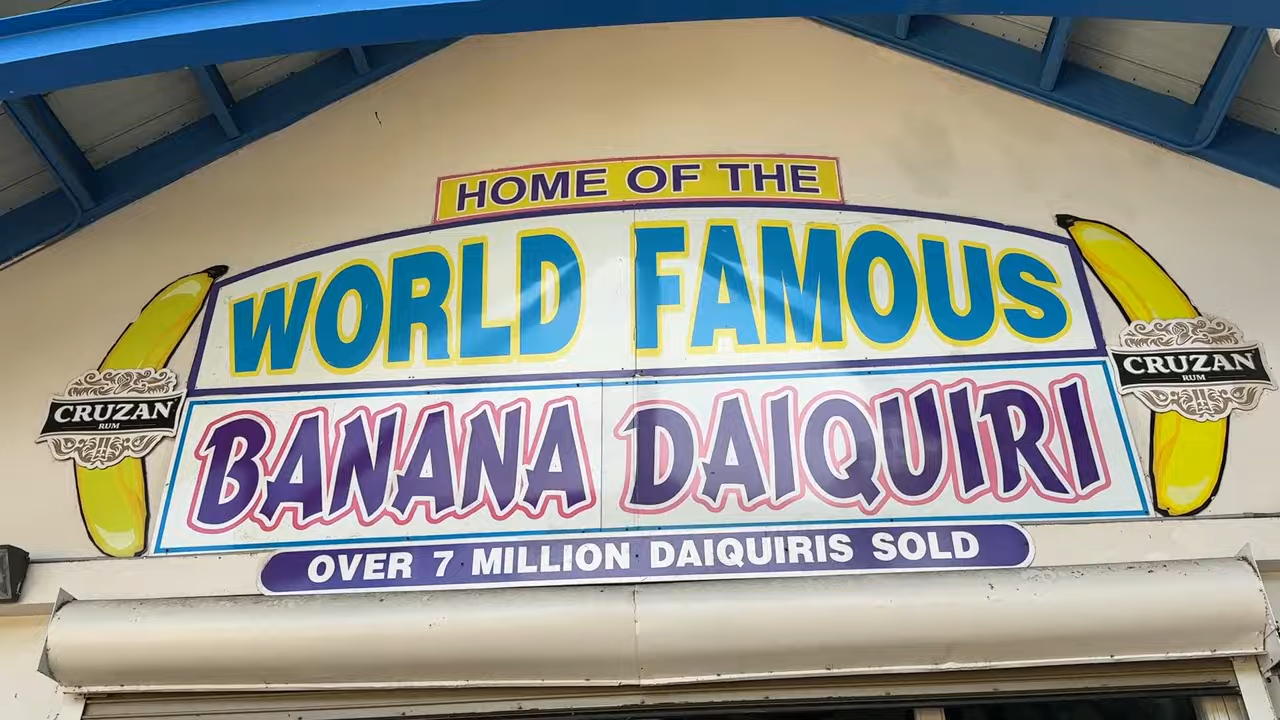 HOME OF THE
WORLD FAMOUS
BANANA DAIQUIRI
OVER 7 MILLION DAIQUIRIS SOLD
CRUZAN
RUM
CRUZAN
RUM